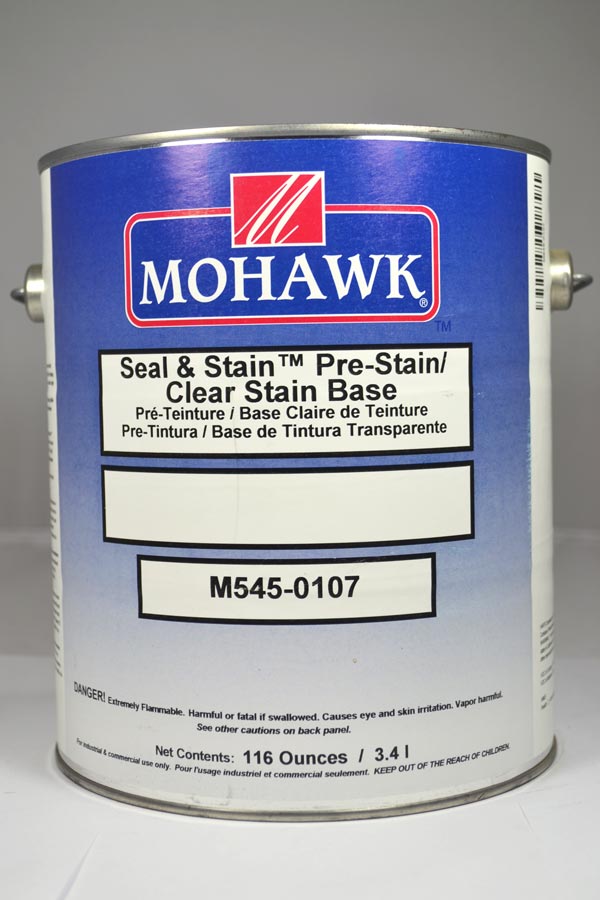 M
MOHAWK®
TM
Seal & Stain™ Pre-Stain/
Clear Stain Base
Pré-Teinture / Base Claire de Teinture
Pre-Tintura / Base de Tintura Transparente
M545-0107
DANGER! Extremely Flammable. Harmful or fatal if swallowed. Causes eye and skin irritation. Vapor harmful.
See other cautions on back panel.
Net Contents: 116 Ounces / 3.4 l
For industrial & commercial use only. Pour l'usage industriel et commercial seulement. KEEP OUT OF THE REACH OF CHILDREN.